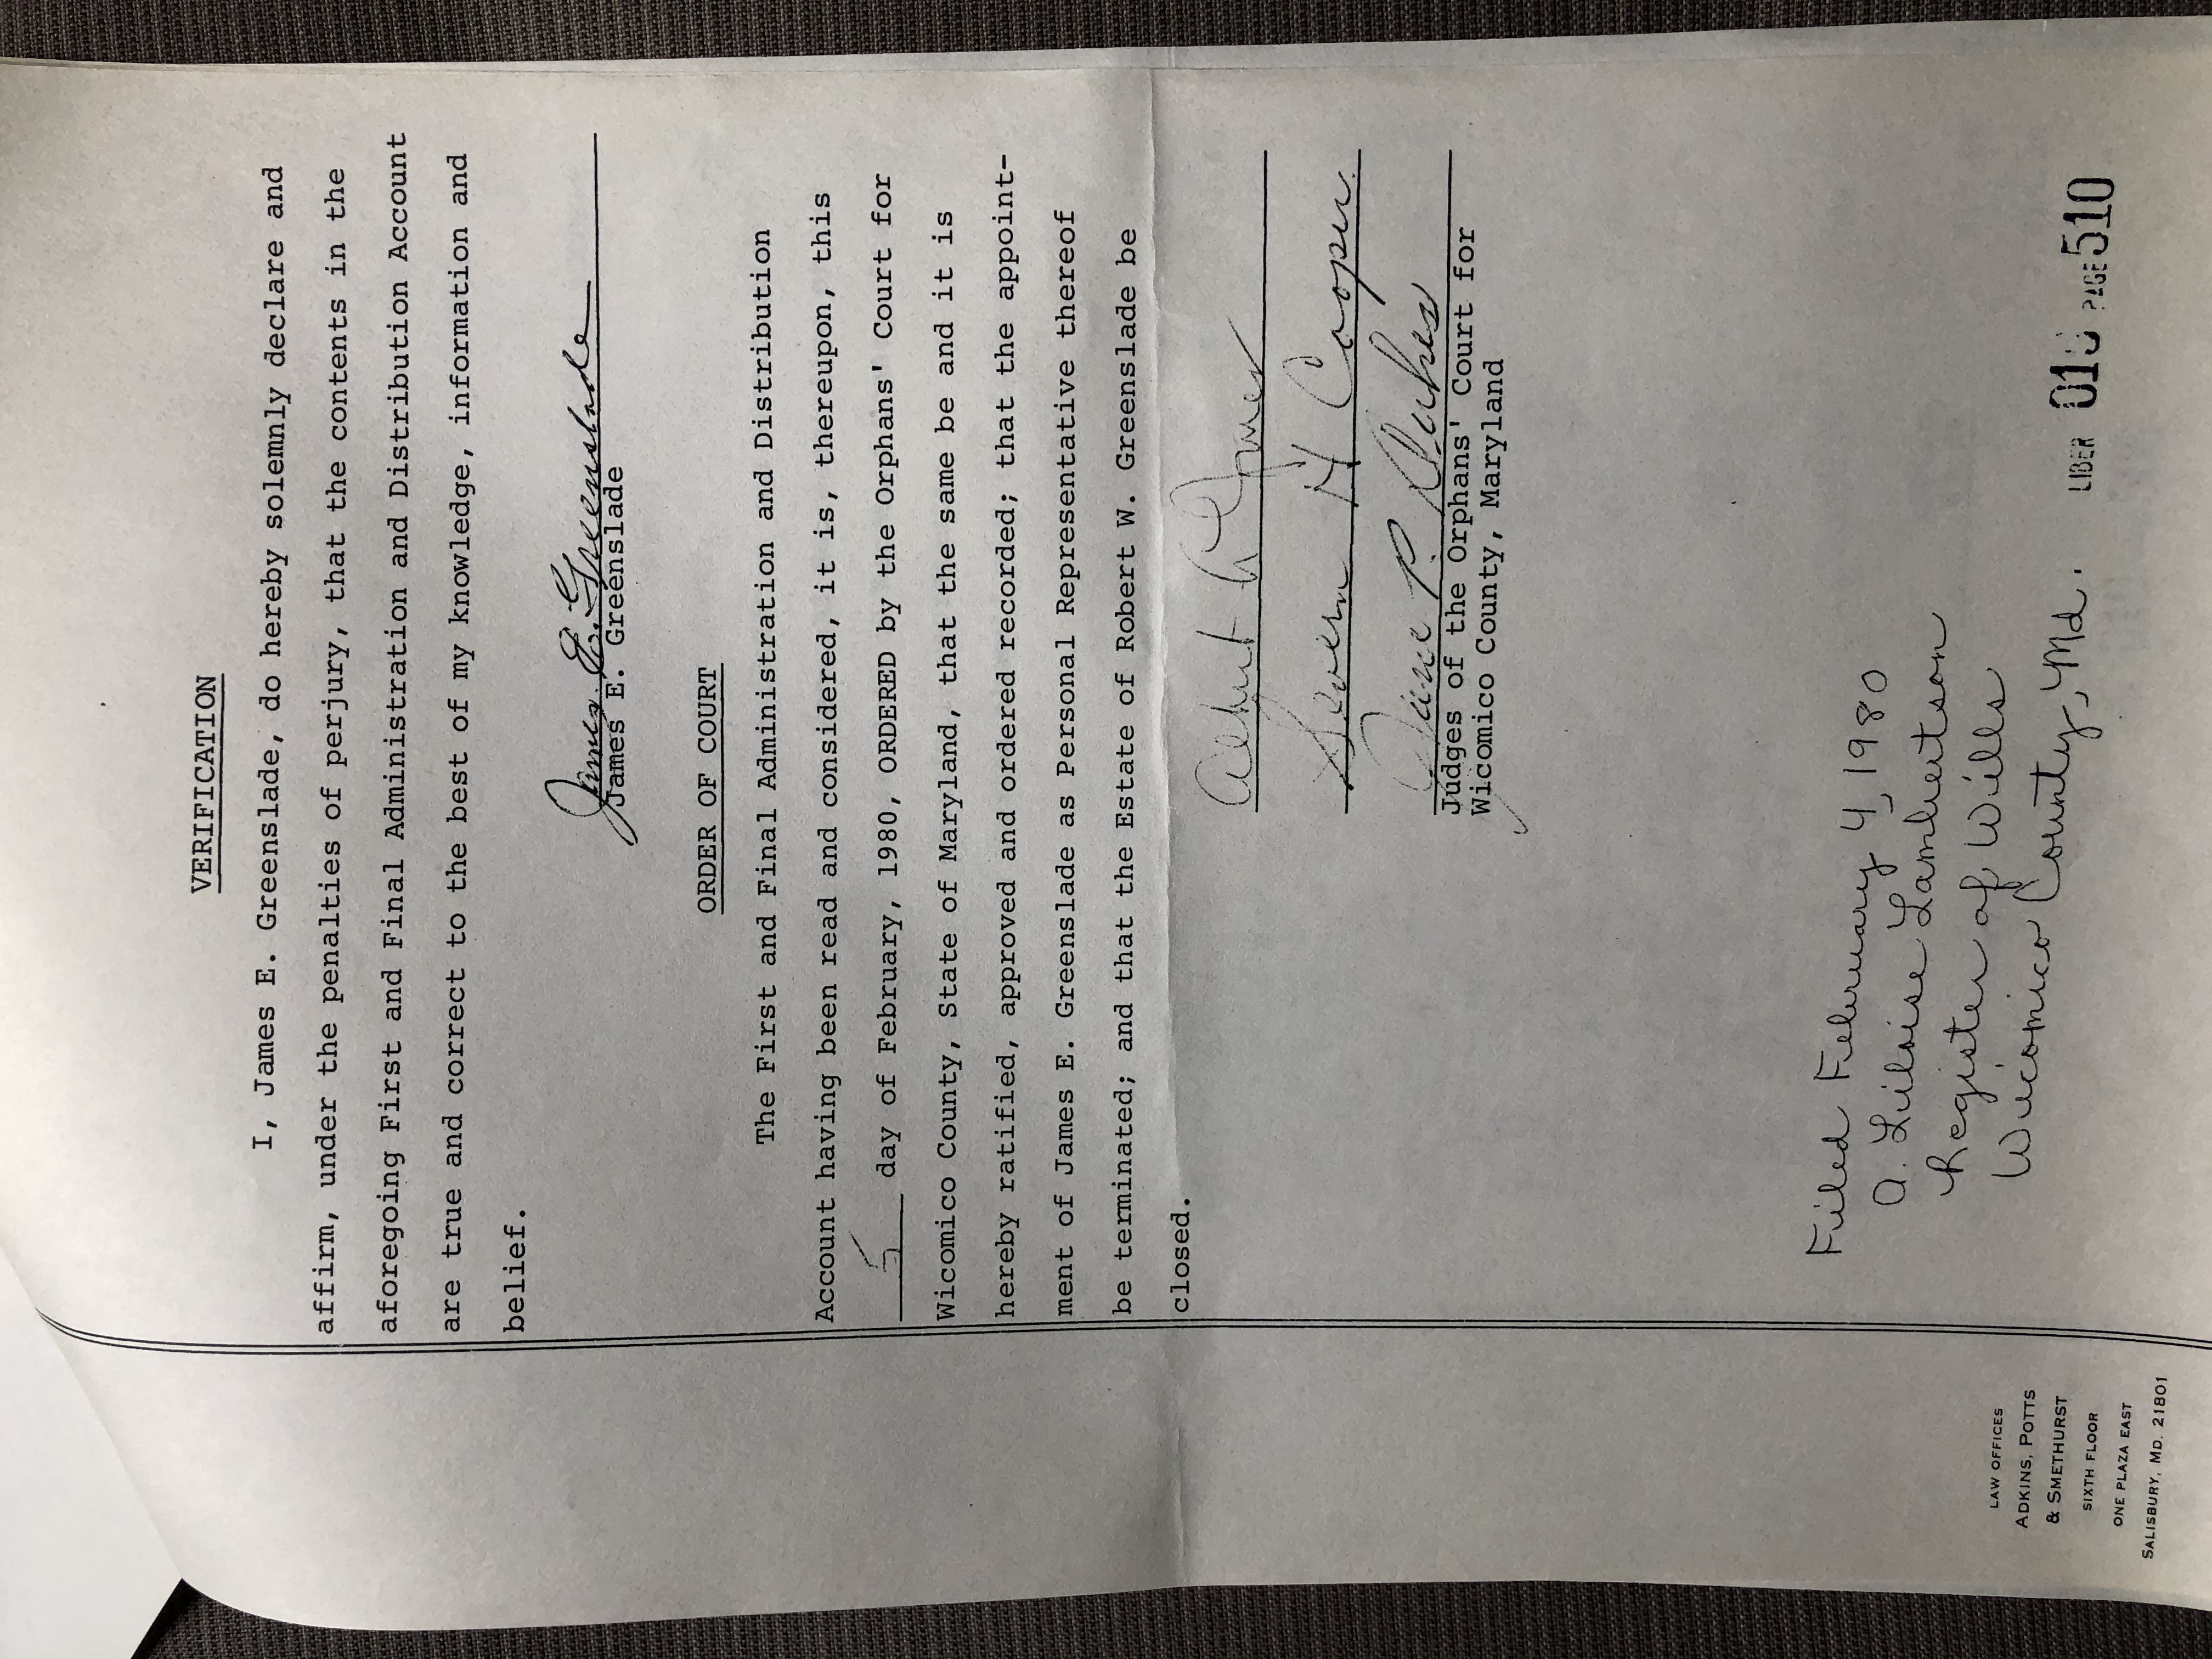 VERIFICATION
I, James E. Greenslade, do hereby solemnly declare and
affirm, under the penalties of perjury, that the contents in the
aforegoing First and Final Administration and Distribution Account
are true and correct to the best of my knowledge, information and
belief.
James E. Greenslade
James E. Greenslade
ORDER OF COURT
The First and Final Administration and Distribution
Account having been read and considered, it is, thereupon, this
5 day of February, 1980, ORDERED by the Orphans' Court for
Wicomico County, State of Maryland, that the same be and it is
hereby ratified, approved and ordered recorded; that the appoint-
ment of James E. Greenslade as Personal Representative thereof
be terminated; and that the Estate of Robert W. Greenslade be
closed.
Albert
Severn H Cooper
P. Dukes
Judges of the Orphans' Court for
Wicomico County, Maryland
Filed February 4, 1980
A. Liloise Lambertson
Register of Wills
Wicomico County, Md.
LAW OFFICES
ADKINS, POTTS
& SMETHURST
SIXTH FLOOR
ONE PLAZA EAST
SALISBURY, MD. 21801
LIBER PAGE 510